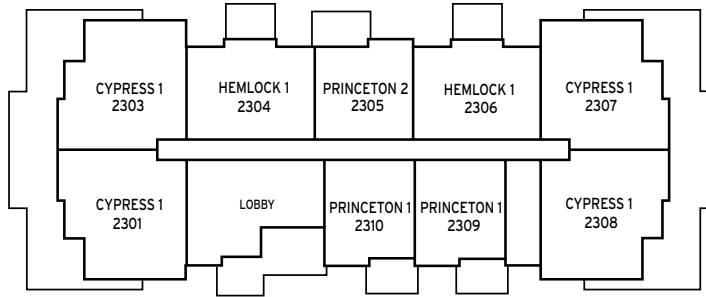 CYPRESS 1
2303
HEMLOCK 1
2304
PRINCETON 2
2305
HEMLOCK 1
2306
CYPRESS 1
2307
CYPRESS 1
2301
LOBBY
PRINCETON 1
2310
PRINCETON 1
2309
CYPRESS 1
2308